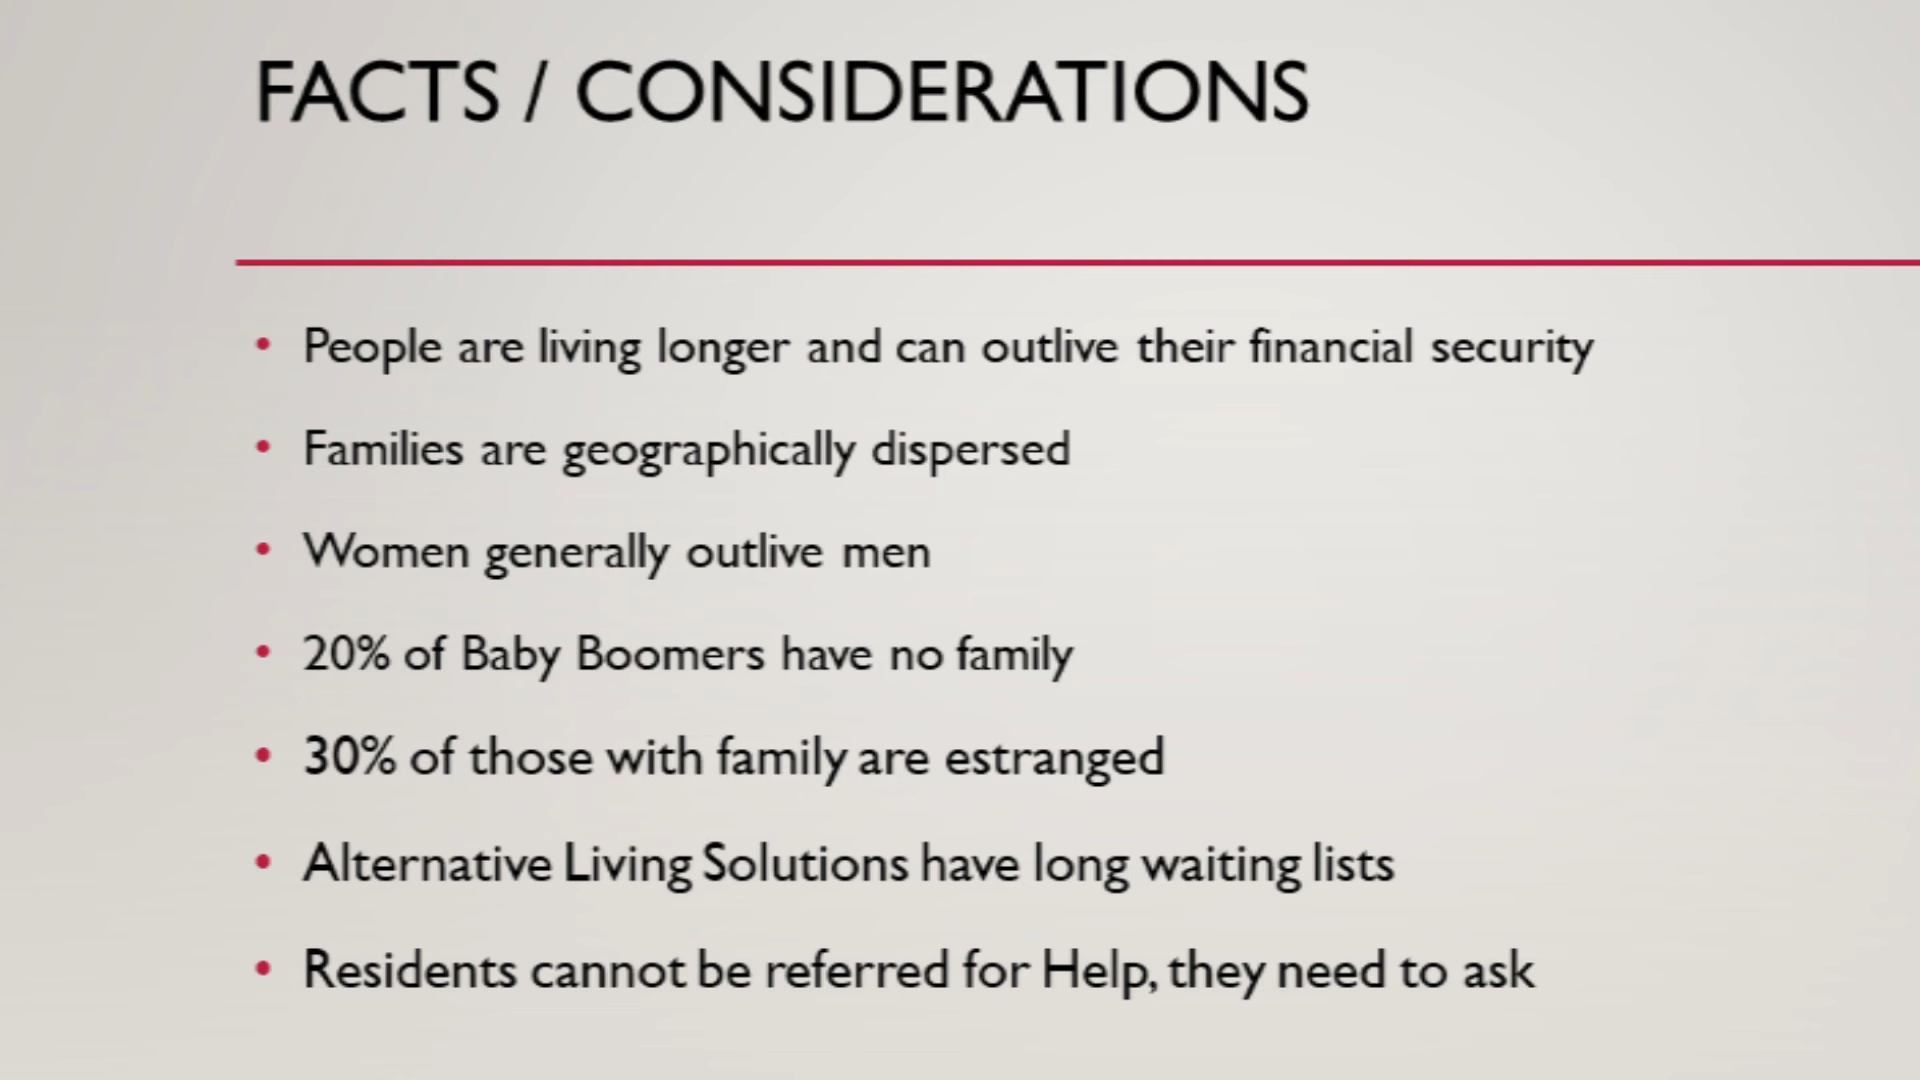 FACTS / CONSIDERATIONS
• People are living longer and can outlive their financial security
• Families are geographically dispersed
• Women generally outlive men
• 20% of Baby Boomers have no family
• 30% of those with family are estranged
• Alternative Living Solutions have long waiting lists
• Residents cannot be referred for Help, they need to ask